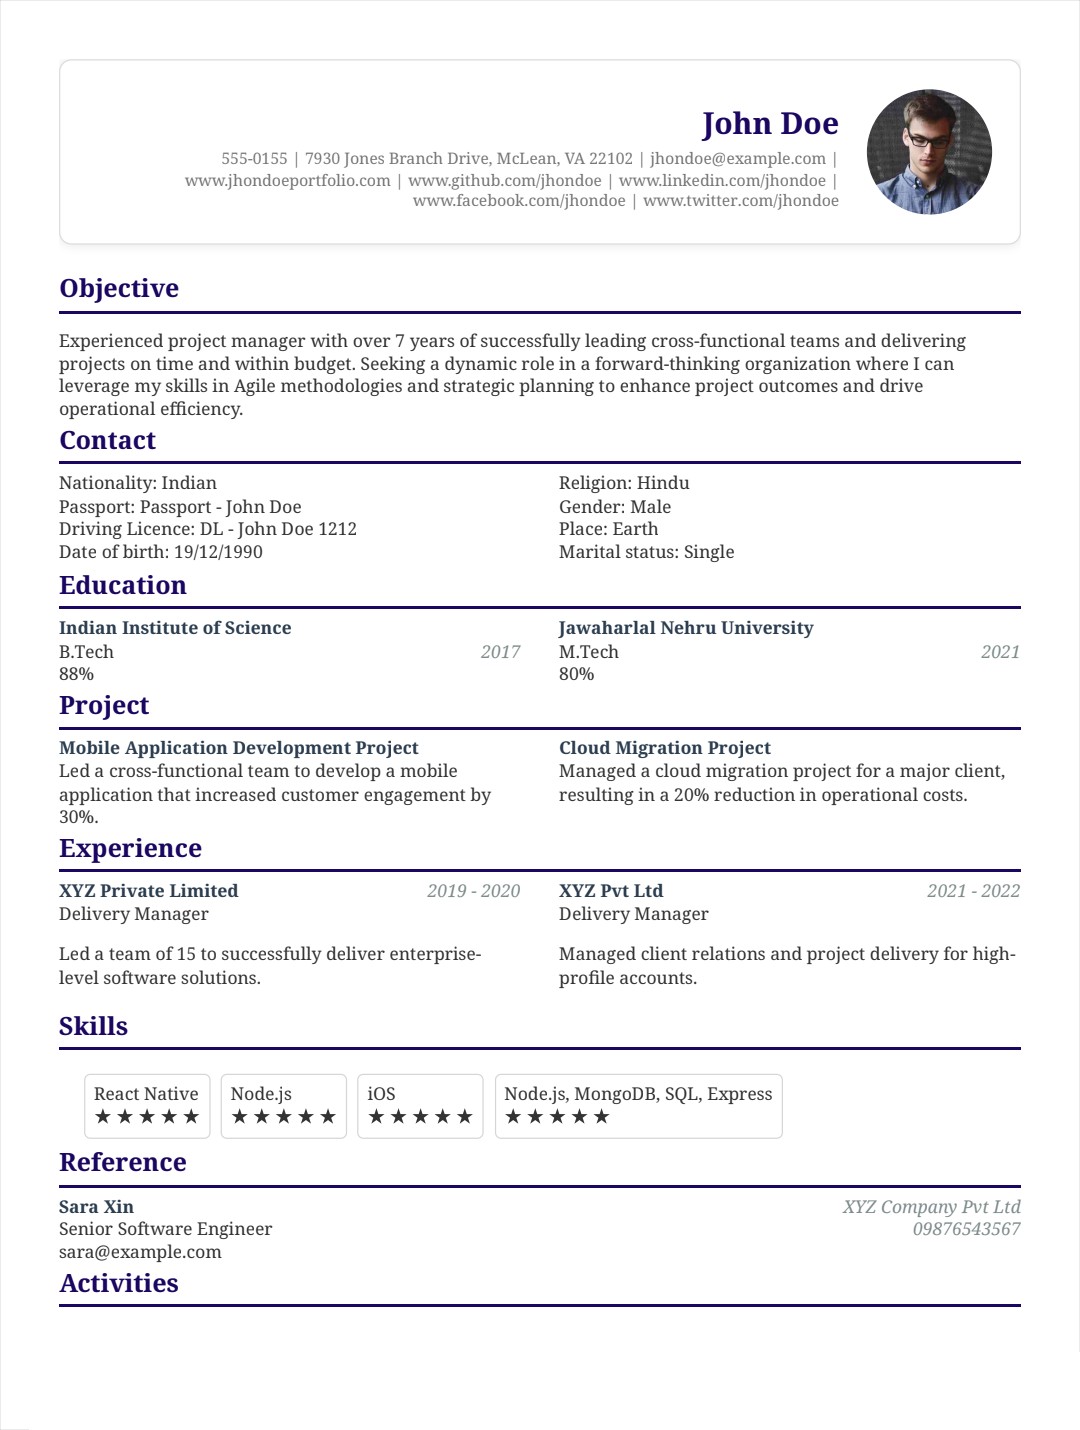 John Doe
555-0155 | 7930 Jones Branch Drive, McLean, VA 22102 | jhondoe@example.com |
www.jhondoeportfolio.com | www.github.com/jhondoe | www.linkedin.com/jhondoe |
www.facebook.com/jhondoe | www.twitter.com/jhondoe
Objective
Experienced project manager with over 7 years of successfully leading cross-functional teams and delivering
projects on time and within budget. Seeking a dynamic role in a forward-thinking organization where I can
leverage my skills in Agile methodologies and strategic planning to enhance project outcomes and drive
operational efficiency.
Contact
Nationality: Indian
Passport: Passport - John Doe
Driving Licence: DL - John Doe 1212
Date of birth: 19/12/1990
Religion: Hindu
Gender: Male
Place: Earth
Marital status: Single
Education
Indian Institute of Science
B.Tech 2017
88%
Jawaharlal Nehru University
M.Tech 2021
80%
Project
Mobile Application Development Project
Led a cross-functional team to develop a mobile
application that increased customer engagement by
30%.
Cloud Migration Project
Managed a cloud migration project for a major client,
resulting in a 20% reduction in operational costs.
Experience
XYZ Private Limited 2019 - 2020
Delivery Manager
Led a team of 15 to successfully deliver enterprise-
level software solutions.
XYZ Pvt Ltd 2021 - 2022
Delivery Manager
Managed client relations and project delivery for high-
profile accounts.
Skills
React Native
★★★★★
Node.js
★★★★★
iOS
★★★★★
Node.js, MongoDB, SQL, Express
★★★★★
Reference
Sara Xin XYZ Company Pvt Ltd
Senior Software Engineer 09876543567
sara@example.com
Activities